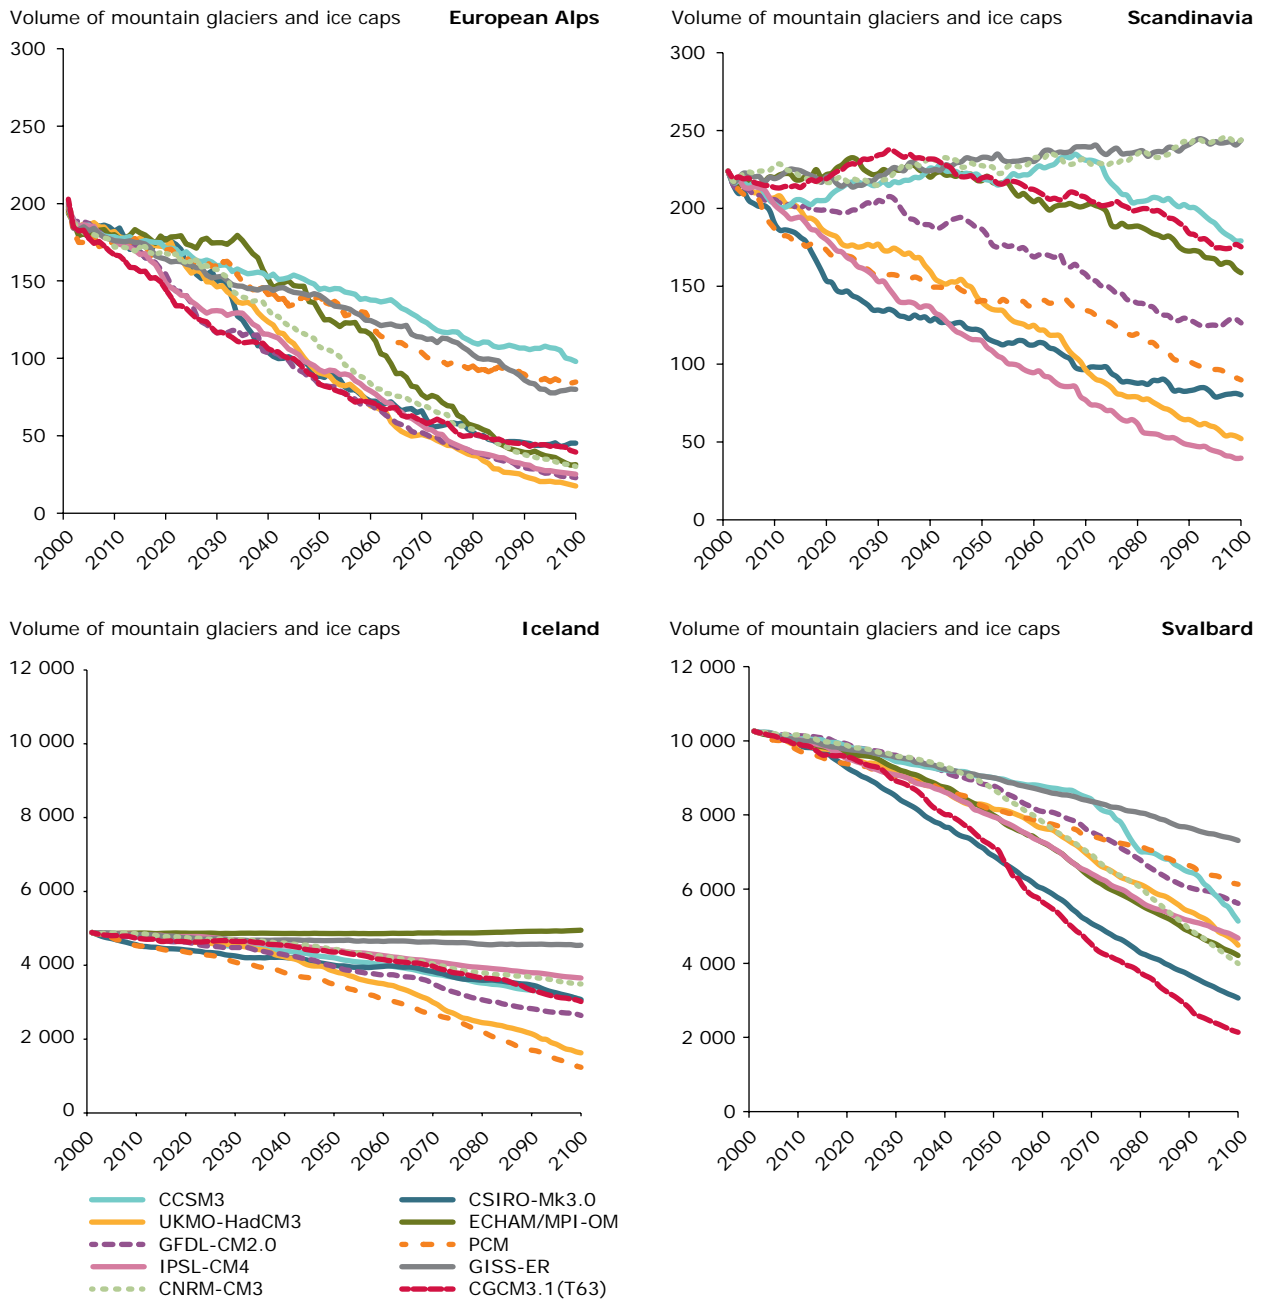 Volume of mountain glaciers and ice caps European Alps
300
250
200
150
100
50
0
2000 2010 2020 2030 2040 2050 2060 2070 2080 2090 2100
Volume of mountain glaciers and ice caps Scandinavia
300
250
200
150
100
50
0
2000 2010 2020 2030 2040 2050 2060 2070 2080 2090 2100
Volume of mountain glaciers and ice caps Iceland
12 000
10 000
8 000
6 000
4 000
2 000
0
2000 2010 2020 2030 2040 2050 2060 2070 2080 2090 2100
Volume of mountain glaciers and ice caps Svalbard
12 000
10 000
8 000
6 000
4 000
2 000
0
2000 2010 2020 2030 2040 2050 2060 2070 2080 2090 2100
CCSM3
UKMO-HadCM3
GFDL-CM2.0
IPSL-CM4
CNRM-CM3
CSIRO-Mk3.0
ECHAM/MPI-OM
PCM
GISS-ER
CGCM3.1(T63)